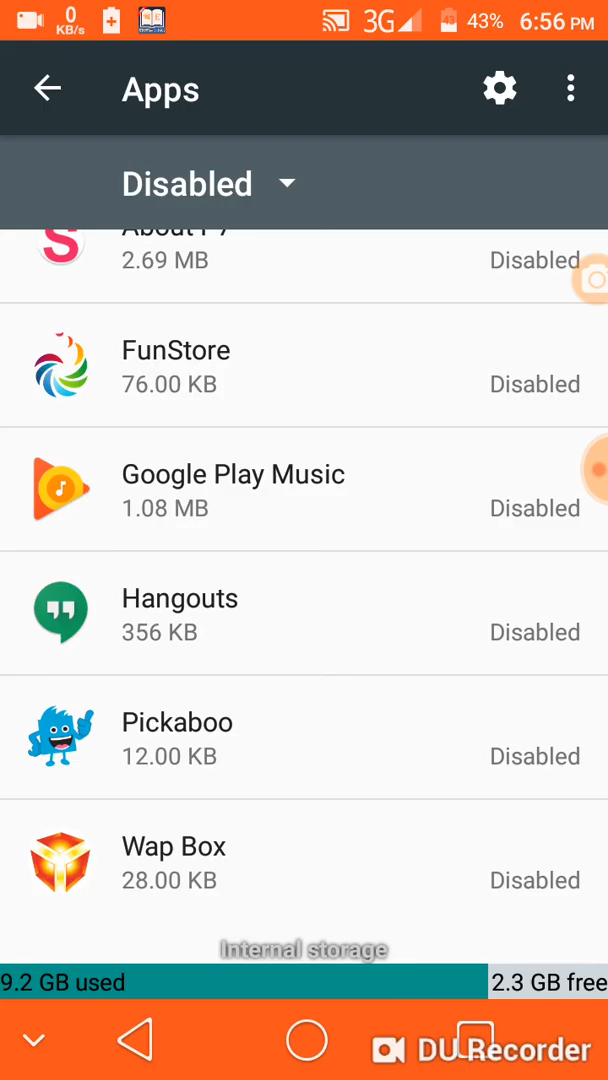 0 KB/s 3G 43 43% 6:56 PM
Apps
Disabled
2.69 MB Disabled
FunStore
76.00 KB Disabled
Google Play Music
1.08 MB Disabled
Hangouts
356 KB Disabled
Pickaboo
12.00 KB Disabled
Wap Box
28.00 KB Disabled
Internal storage
9.2 GB used 2.3 GB free
DU Recorder